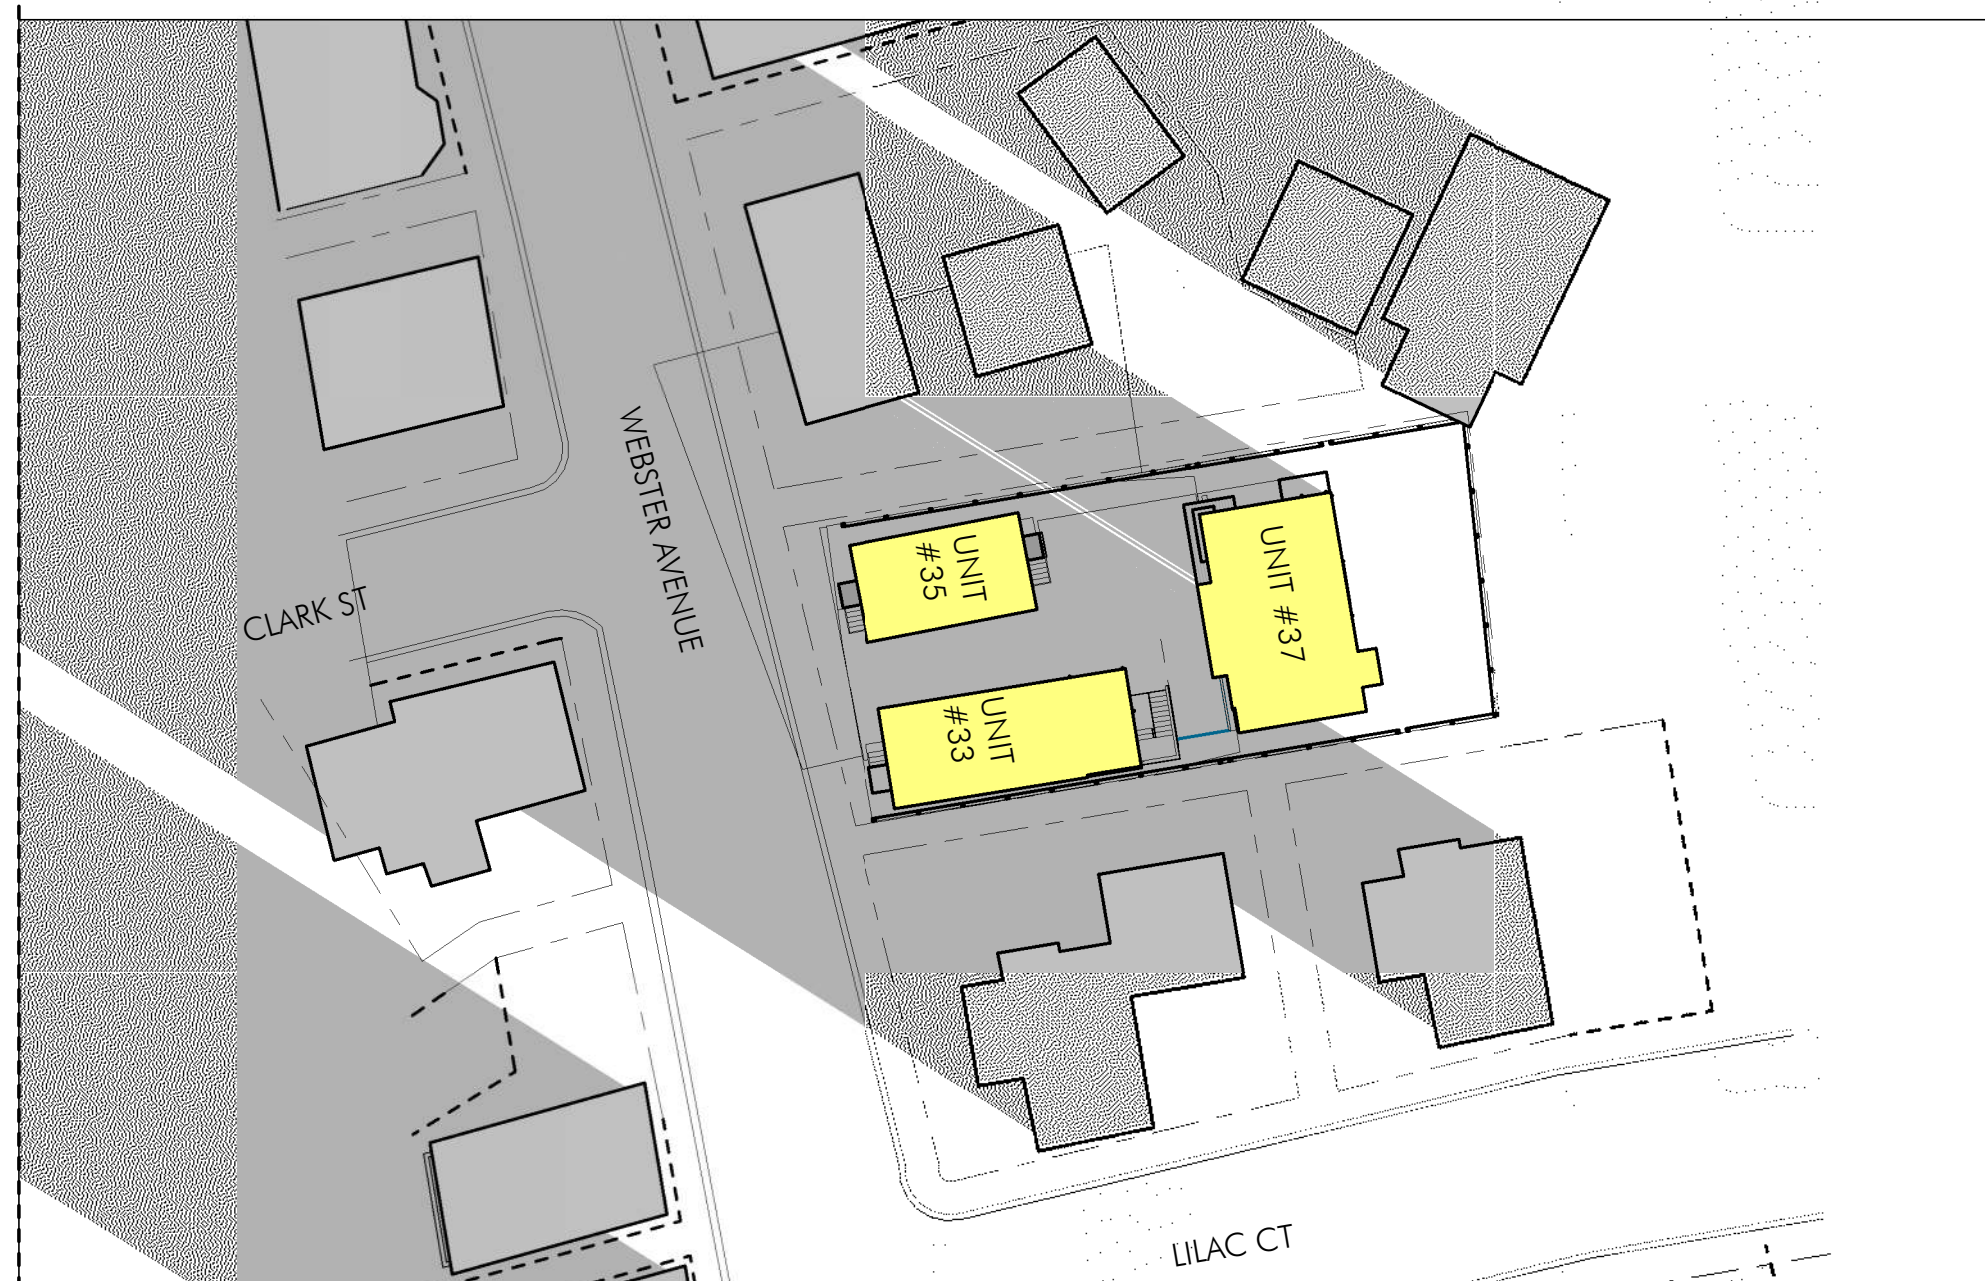 WEBSTER AVENUE
CLARK ST
UNIT
#35
UNIT #37
UNIT
#33
LILAC CT